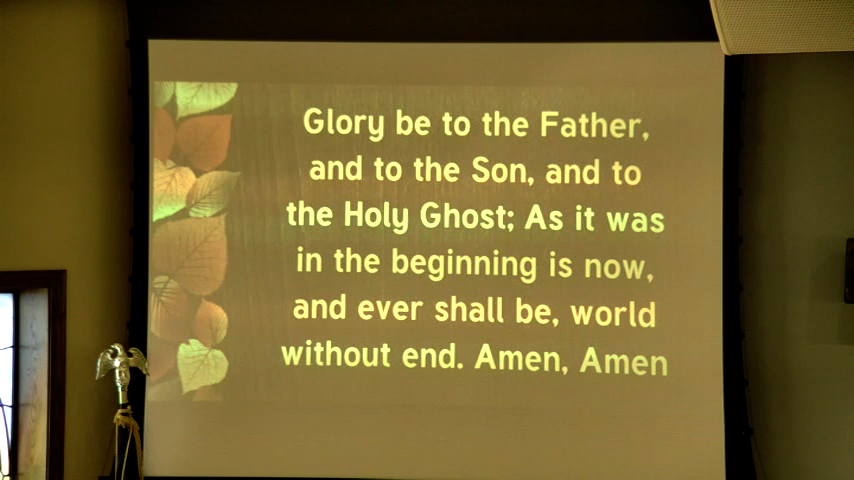 Glory be to the Father,
and to the Son, and to
the Holy Ghost; As it was
in the beginning is now,
and ever shall be, world
without end. Amen, Amen